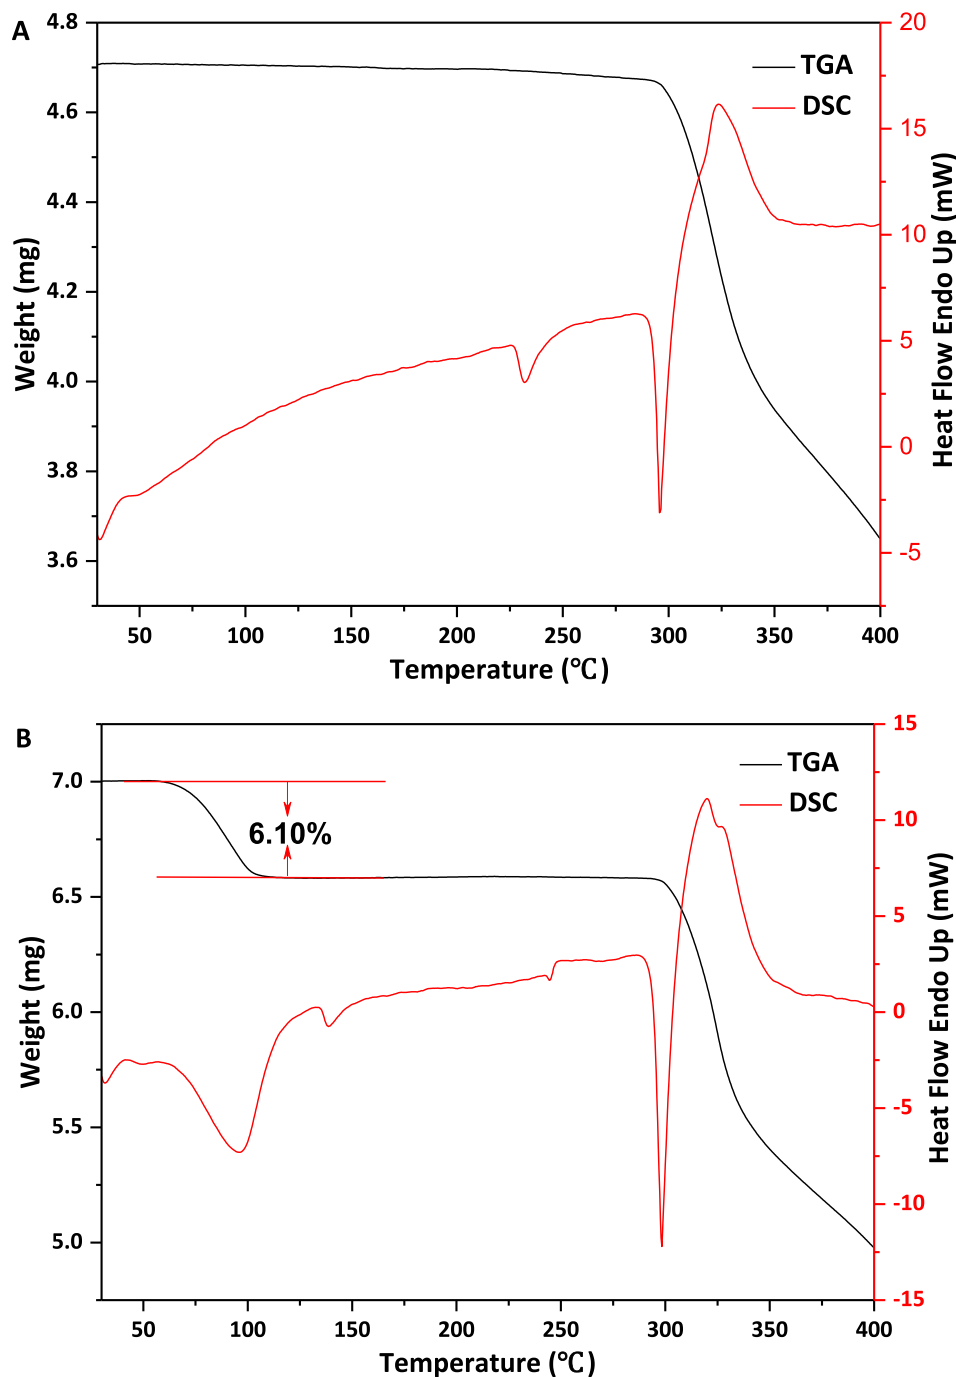 A
4.8
4.6
4.4
4.2
4.0
3.8
3.6
Weight (mg)
20
15
10
5
0
-5
Heat Flow Endo Up (mW)
TGA
DSC
50 100 150 200 250 300 350 400
Temperature (℃)
B
7.0
6.5
6.0
5.5
5.0
Weight (mg)
15
10
5
0
-5
-10
-15
Heat Flow Endo Up (mW)
TGA
DSC
6.10%
50 100 150 200 250 300 350 400
Temperature (℃)